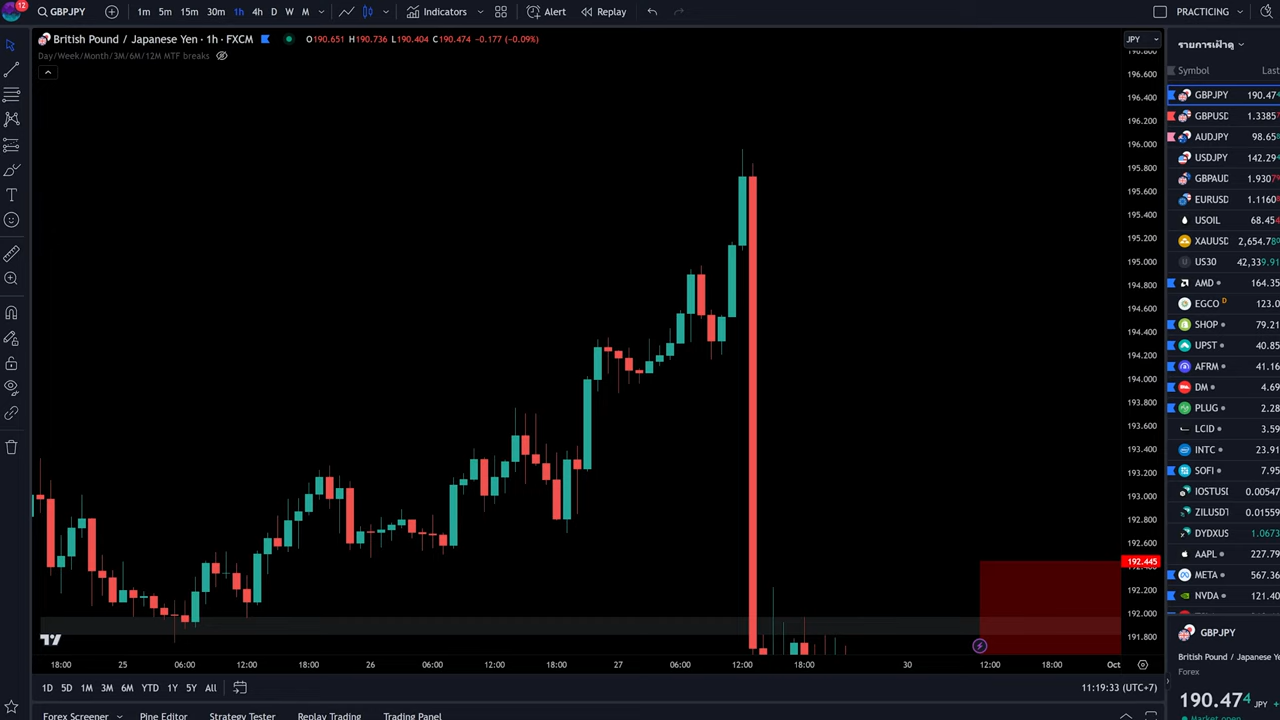 12
GBPJPY
1m 5m 15m 30m 1h 4h D W M
Indicators
Alert
Replay
PRACTICING
British Pound / Japanese Yen · 1h · FXCM
O190.651 H190.736 L190.404 C190.474 -0.177 (-0.09%)
Day/Week/Month/3M/6M/12M MTF breaks
JPY
196.600
196.400
196.200
196.000
195.800
195.600
195.400
195.200
195.000
194.800
194.600
194.400
194.200
194.000
193.800
193.600
193.400
193.200
193.000
192.800
192.600
192.445
192.200
192.000
191.800
18:00 25 06:00 12:00 18:00 26 06:00 12:00 18:00 27 06:00 12:00 18:00 30 12:00 18:00 Oct
1D 5D 1M 3M 6M YTD 1Y 5Y All
11:19:33 (UTC+7)
Forex Screener
Pine Editor
Strategy Tester
Replay Trading
Trading Panel
รายการเฝ้าดู
Symbol Last
GBPJPY 190.474
GBPUSD 1.3385
AUDJPY 98.65
USDJPY 142.29
GBPAUD
EURUSD 1.1160
USOIL 68.45
XAUUSD
US30 42,339.91
AMD 164.35
EGCO D 123.0
SHOP 79.21
UPST 40.85
AFRM 41.16
DM 4.69
PLUG 2.28
LCID 3.59
INTC 23.91
SOFI 7.95
IOSTUSD 0.00547
ZILUSDT 0.01559
DYDXUS 1.0673
AAPL 227.79
META 567.36
NVDA 121.40
GBPJPY
British Pound / Japanese Ye
Forex
190.474 JPY
Market open